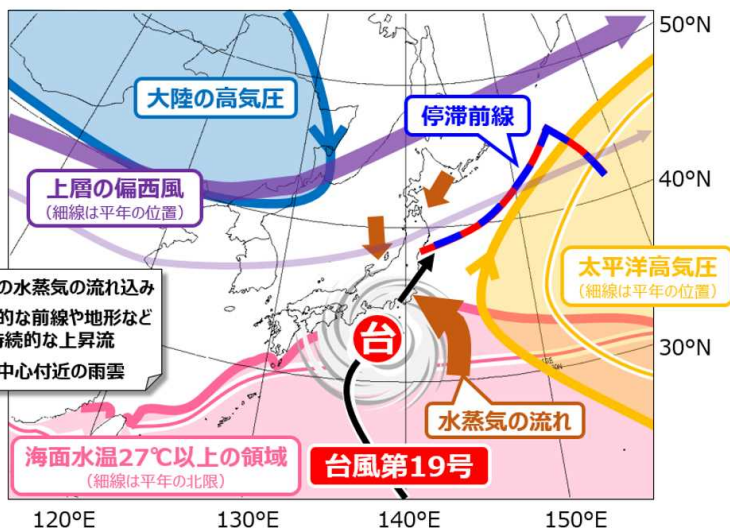 50°N
大陸の高気圧
停滞前線
上層の偏西風
(細線は平年の位置)
40°N
太平洋高気圧
(細線は平年の位置)
の水蒸気の流れ込み
的な前線や地形など
持続的な上昇流
中心付近の雨雲
台
30°N
水蒸気の流れ
海面水温27℃以上の領域
(細線は平年の北限)
台風第19号
120°E
130°E
140°E
150°E